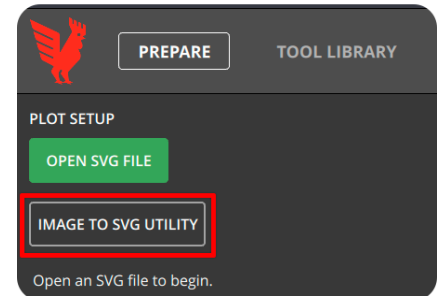 PREPARE TOOL LIBRARY
PLOT SETUP
OPEN SVG FILE
IMAGE TO SVG UTILITY
Open an SVG file to begin.